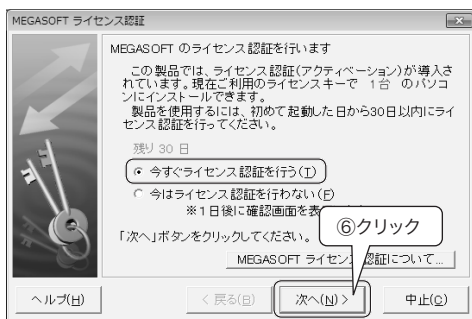 MEGASOFT ライセンス認証
MEGASOFT のライセンス認証を行います
この製品では、ライセンス認証(アクティベーション)が導入さ
れています。現在ご利用のライセンスキーで 1台 のパソコ
ンにインストールできます。
製品を使用するには、初めて起動した日から30日以内にライ
センス認証を行ってください。
残り 30 日
今すぐライセンス認証を行う(T)
今はライセンス認証を行わない(F)
※1日後に確認画面を表
「次へ」ボタンをクリックしてください。
⑥クリック
MEGASOFT ライセンス認証について...
ヘルプ(H)
< 戻る(B)
次へ(N) >
中止(C)